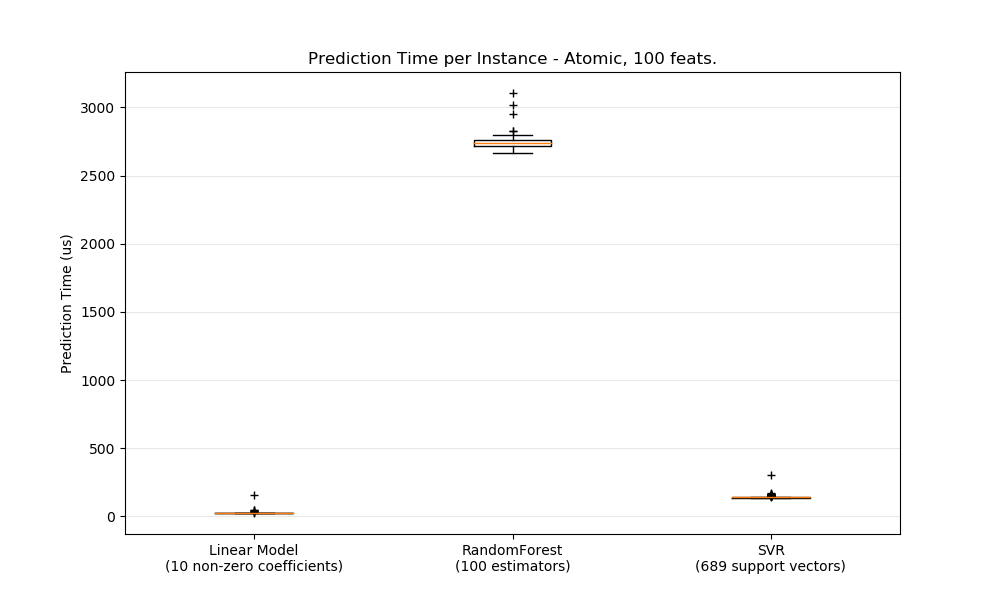 Prediction Time per Instance - Atomic, 100 feats.
3000
2500
2000
1500
1000
500
0
Prediction Time (us)
Linear Model
(10 non-zero coefficients)
RandomForest
(100 estimators)
SVR
(689 support vectors)